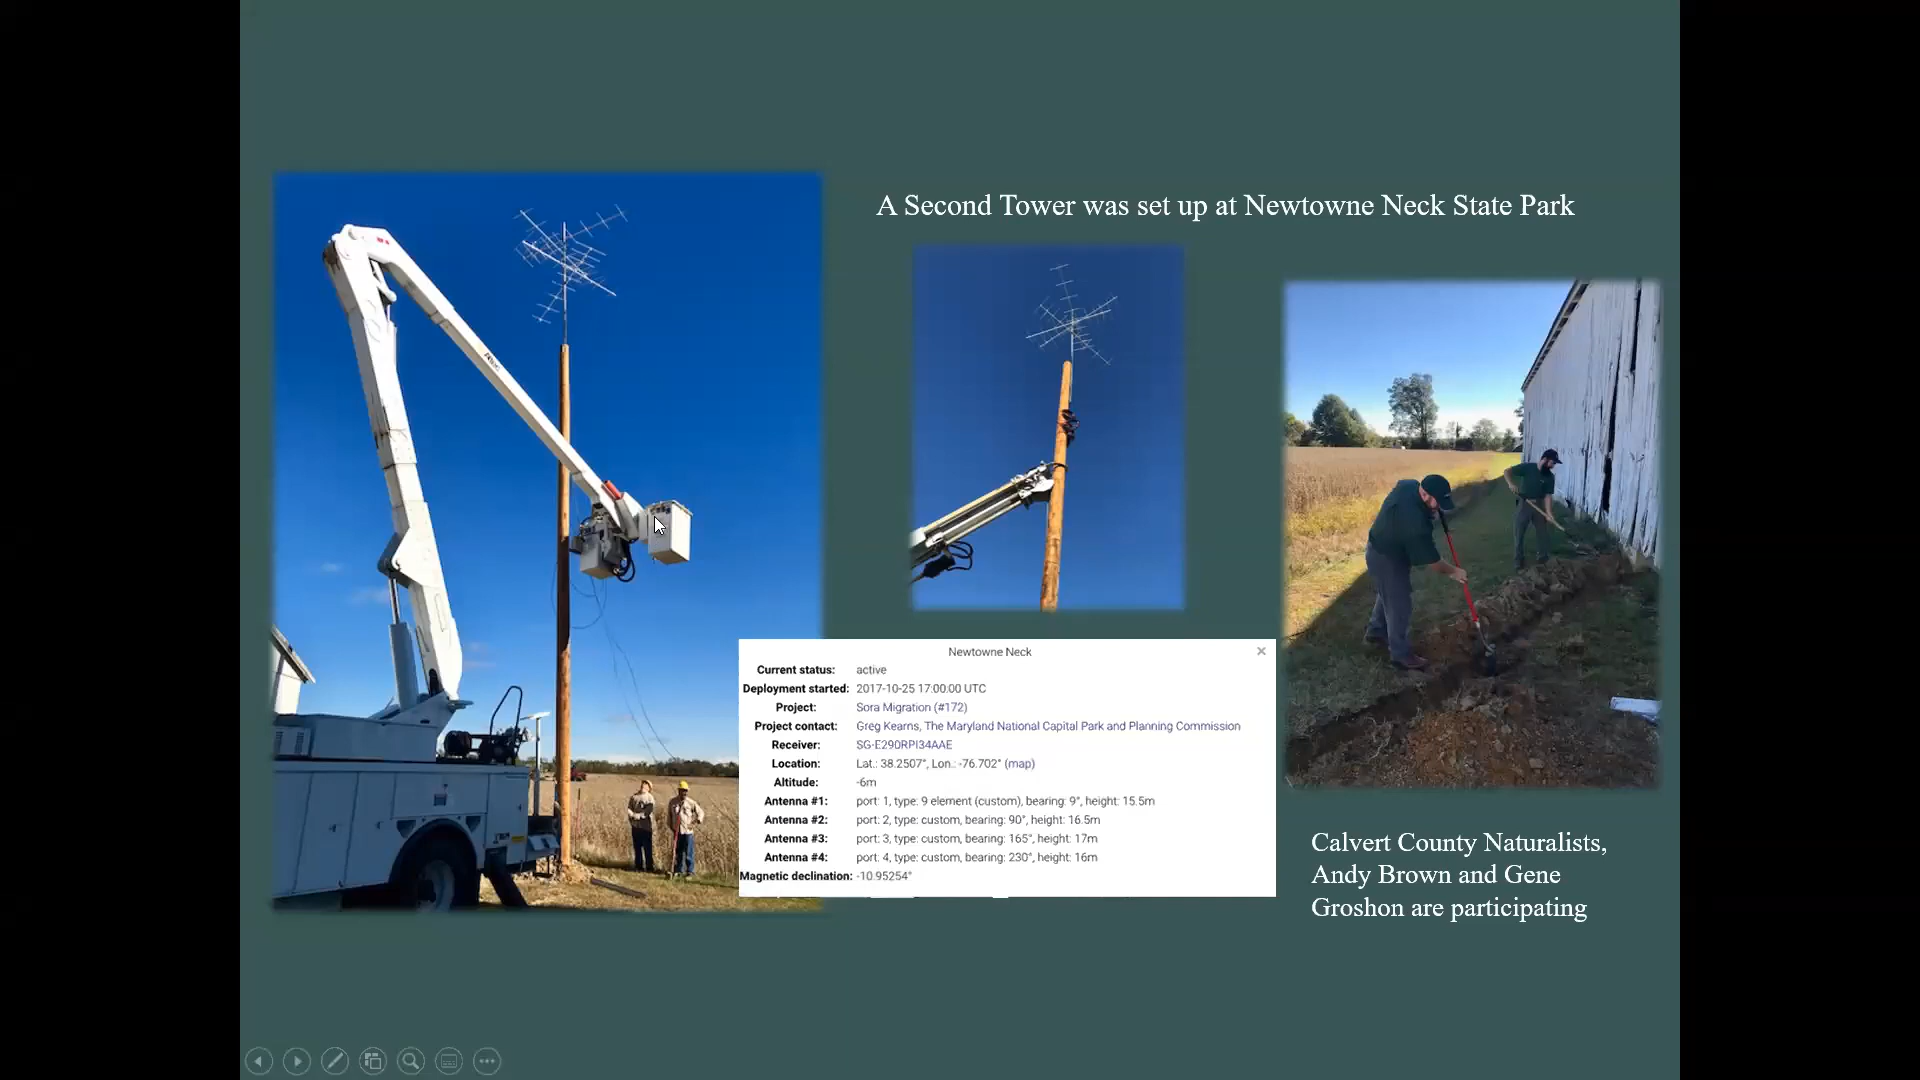 A Second Tower was set up at Newtowne Neck State Park
Newtowne Neck ×
Current status: active
Deployment started: 2017-10-25 17:00:00 UTC
Project: Sora Migration (#172)
Project contact: Greg Kearns, The Maryland National Capital Park and Planning Commission
Receiver: SG-E290RPI34AAE
Location: Lat.: 38.2507°, Lon.: -76.702° (map)
Altitude: -6m
Antenna #1: port: 1, type: 9 element (custom), bearing: 9°, height: 15.5m
Antenna #2: port: 2, type: custom, bearing: 90°, height: 16.5m
Antenna #3: port: 3, type: custom, bearing: 165°, height: 17m
Antenna #4: port: 4, type: custom, bearing: 230°, height: 16m
Magnetic declination: -10.95254°
Calvert County Naturalists,
Andy Brown and Gene
Groshon are participating